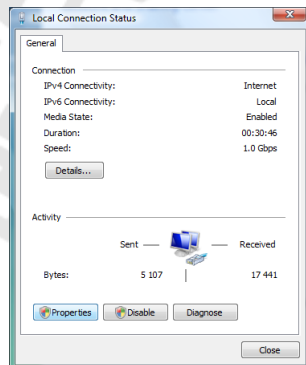 Local Connection Status
General
Connection
IPv4 Connectivity: Internet
IPv6 Connectivity: Local
Media State: Enabled
Duration: 00:30:46
Speed: 1.0 Gbps
Details...
Activity
Sent Received
Bytes: 5 107 17 441
Properties Disable Diagnose
Close